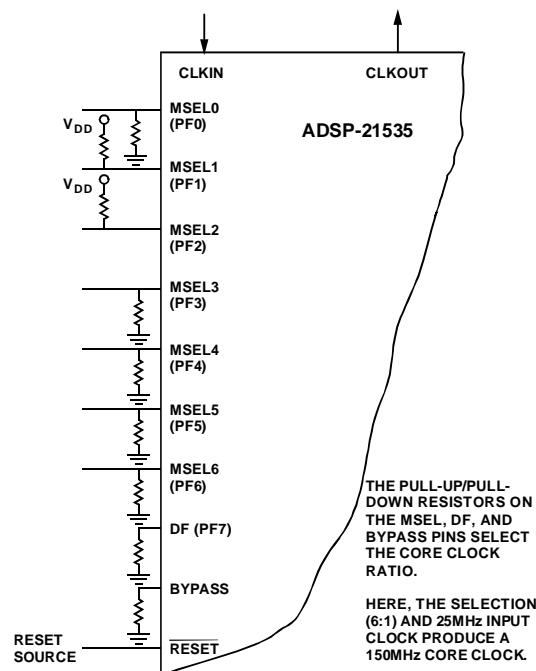 CLKIN
CLKOUT
MSEL0
(PF0)
ADSP-21535
VDD
MSEL1
(PF1)
VDD
MSEL2
(PF2)
MSEL3
(PF3)
MSEL4
(PF4)
MSEL5
(PF5)
MSEL6
(PF6)
DF (PF7)
BYPASS
RESET
SOURCE
RESET
THE PULL-UP/PULL-
DOWN RESISTORS ON
THE MSEL, DF, AND
BYPASS PINS SELECT
THE CORE CLOCK
RATIO.
HERE, THE SELECTION
(6:1) AND 25MHz INPUT
CLOCK PRODUCE A
150MHz CORE CLOCK.